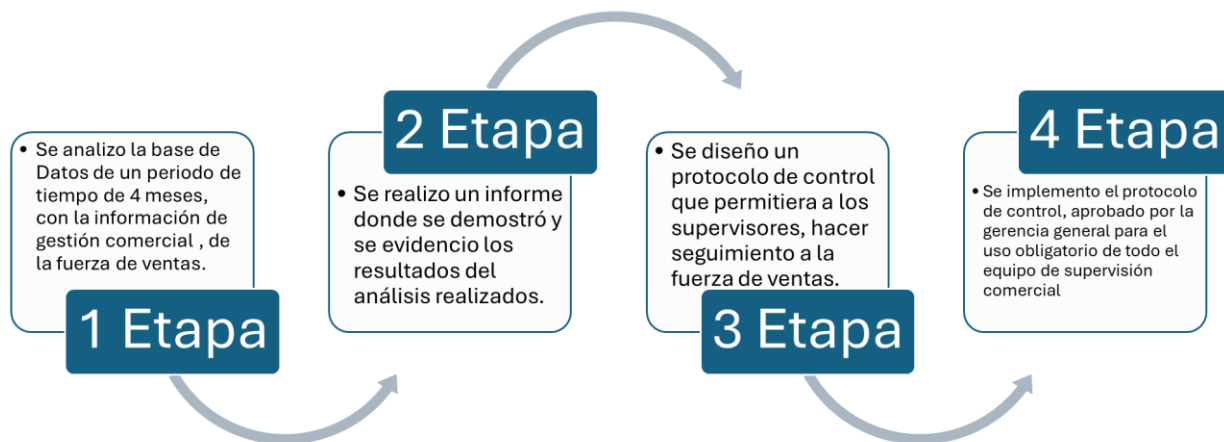 • Se analizo la base de
Datos de un periodo de
tiempo de 4 meses,
con la información de
gestión comercial , de
la fuerza de ventas.
1 Etapa
2 Etapa
• Se realizo un informe
donde se demostró y
se evidencio los
resultados del
análisis realizados.
• Se diseño un
protocolo de control
que permitiera a los
supervisores, hacer
seguimiento a la
fuerza de ventas.
3 Etapa
4 Etapa
• Se implemento el protocolo
de control, aprobado por la
gerencia general para el
uso obligatorio de todo el
equipo de supervisión
comercial